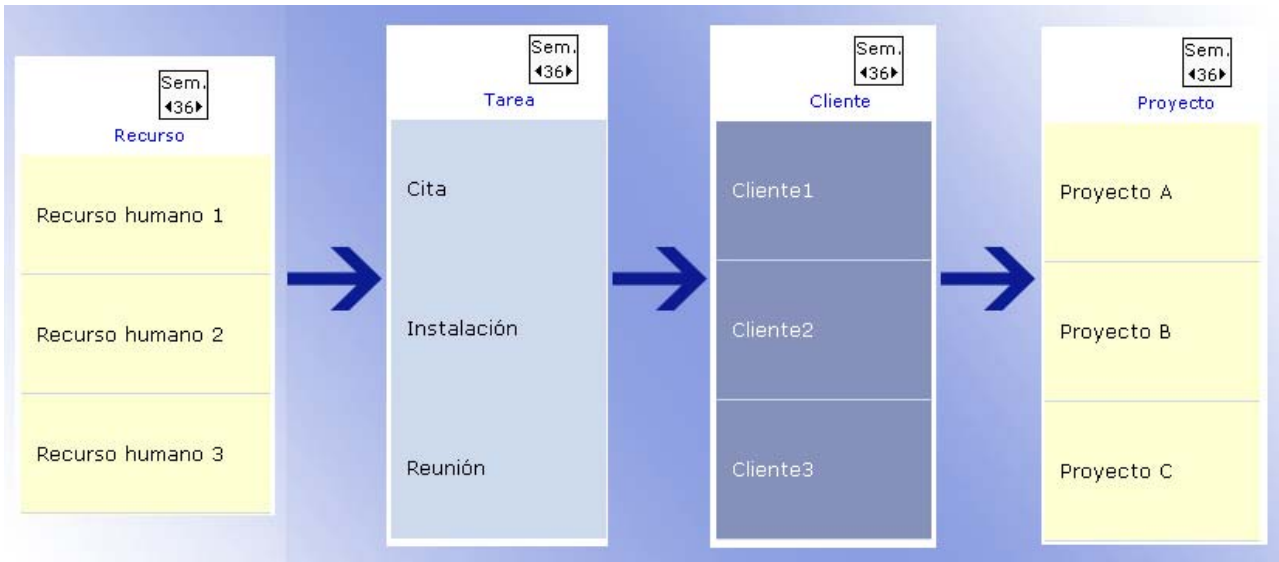 Sem.
◂36▸
Recurso
Recurso humano 1
Recurso humano 2
Recurso humano 3
Sem.
◂36▸
Tarea
Cita
Instalación
Reunión
Sem.
◂36▸
Cliente
Cliente1
Cliente2
Cliente3
Sem.
◂36▸
Proyecto
Proyecto A
Proyecto B
Proyecto C